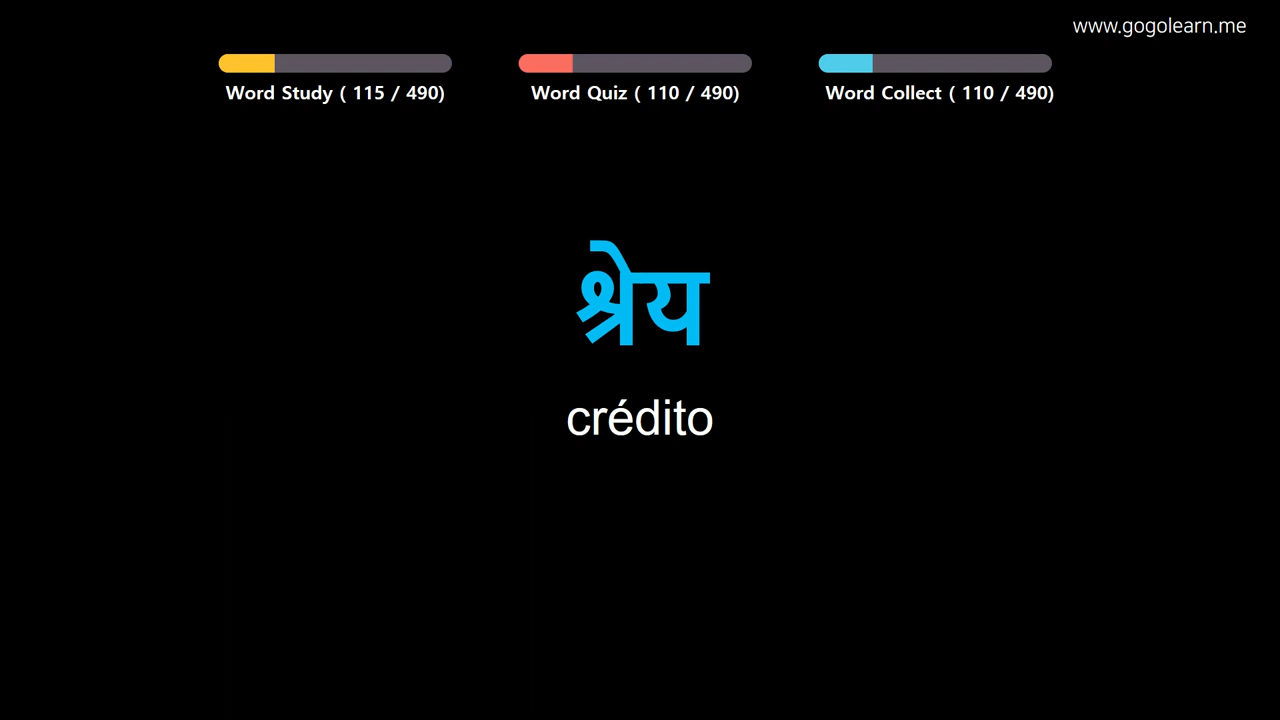 www.gogolearn.me
Word Study ( 115 / 490)
Word Quiz ( 110 / 490)
Word Collect ( 110 / 490)
श्रेय
crédito